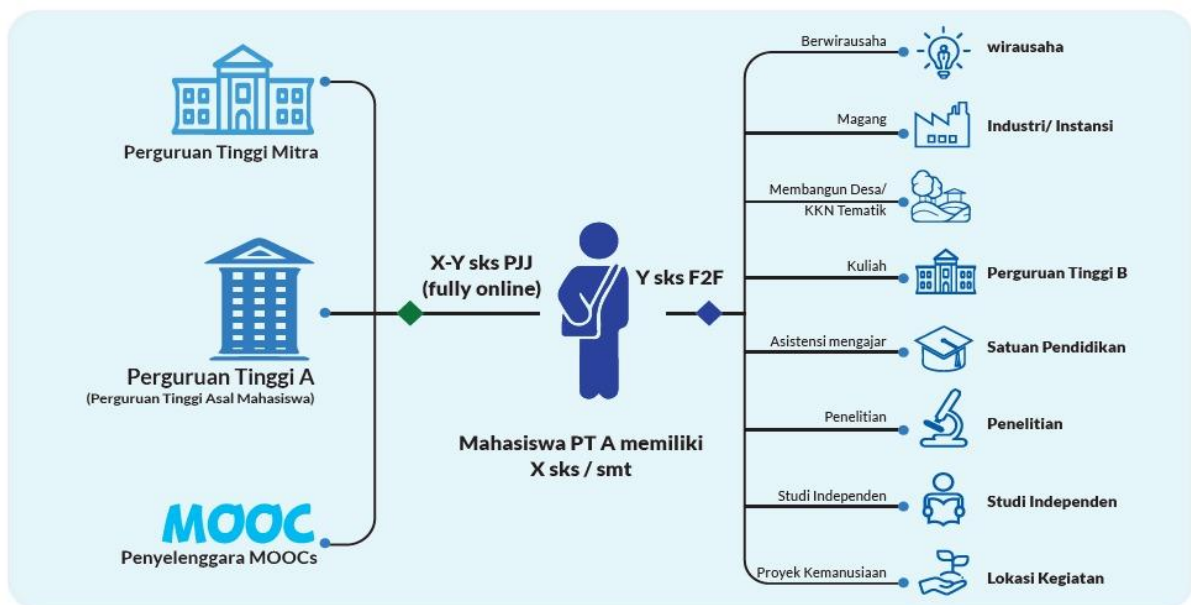 Perguruan Tinggi Mitra
Perguruan Tinggi A
(Perguruan Tinggi Asal Mahasiswa)
MOOC
Penyelenggara MOOCs
X-Y sks PJJ
(fully online)
Y sks F2F
Mahasiswa PT A memiliki
X sks / smt
Berwirausaha
wirausaha
Magang
Industri/ Instansi
Membangun Desa/
KKN Tematik
Kuliah
Perguruan Tinggi B
Asistensi mengajar
Satuan Pendidikan
Penelitian
Penelitian
Studi Independen
Studi Independen
Proyek Kemanusiaan
Lokasi Kegiatan